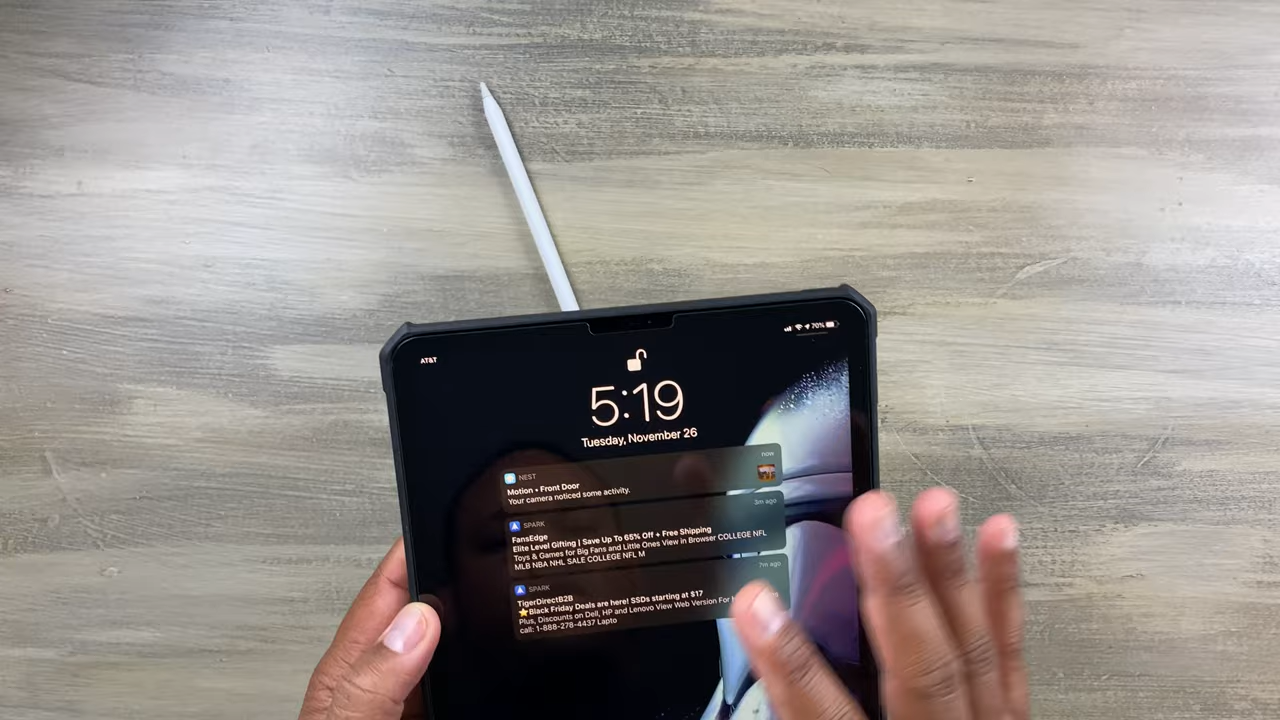 AT&T
70%
5:19
Tuesday, November 26
NEST
now
Motion • Front Door
Your camera noticed some activity.
SPARK
3m ago
FansEdge
Elite Level Gifting | Save Up To 65% Off + Free Shipping
Toys & Games for Big Fans and Little Ones View in Browser COLLEGE NFL
MLB NBA NHL SALE COLLEGE NFL M
SPARK
7m ago
TigerDirectB2B
⭐Black Friday Deals are here! SSDs starting at $17
Plus, Discounts on Dell, HP and Lenovo View Web Version For
call: 1-888-278-4437 Lapto